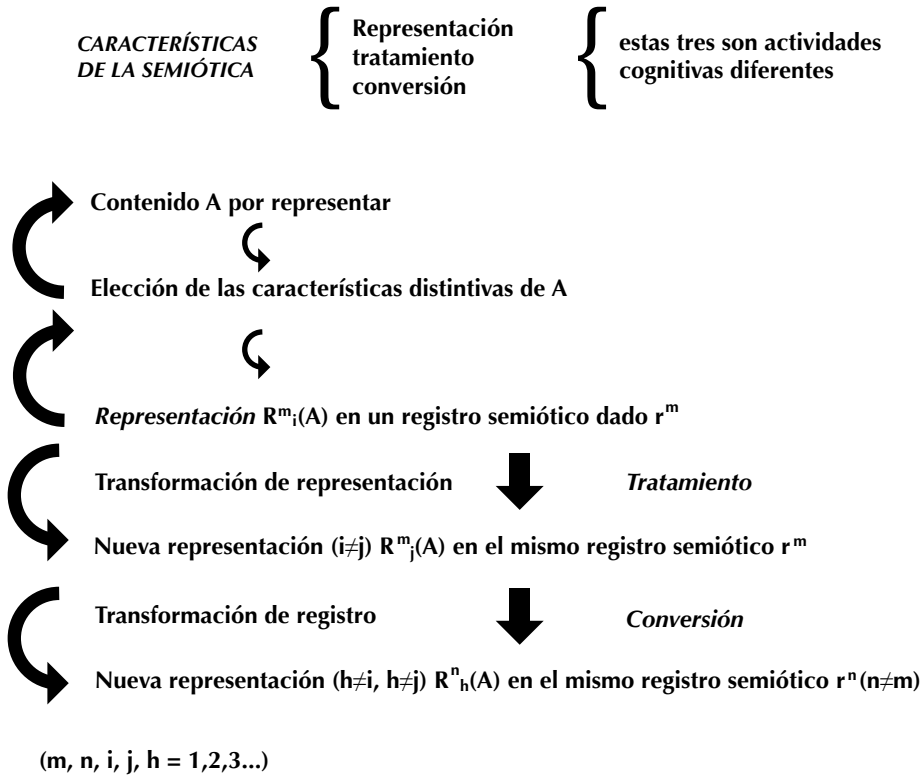 CARACTERÍSTICAS
DE LA SEMIÓTICA
Representación
tratamiento
conversión
estas tres son actividades
cognitivas diferentes
Contenido A por representar
Elección de las características distintivas de A
Representación Rᵐᵢ(A) en un registro semiótico dado rᵐ
Transformación de representación Tratamiento
Nueva representación (i≠j) Rᵐⱼ(A) en el mismo registro semiótico rᵐ
Transformación de registro Conversión
Nueva representación (h≠i, h≠j) Rⁿₕ(A) en el mismo registro semiótico rⁿ(n≠m)
(m, n, i, j, h = 1,2,3...)